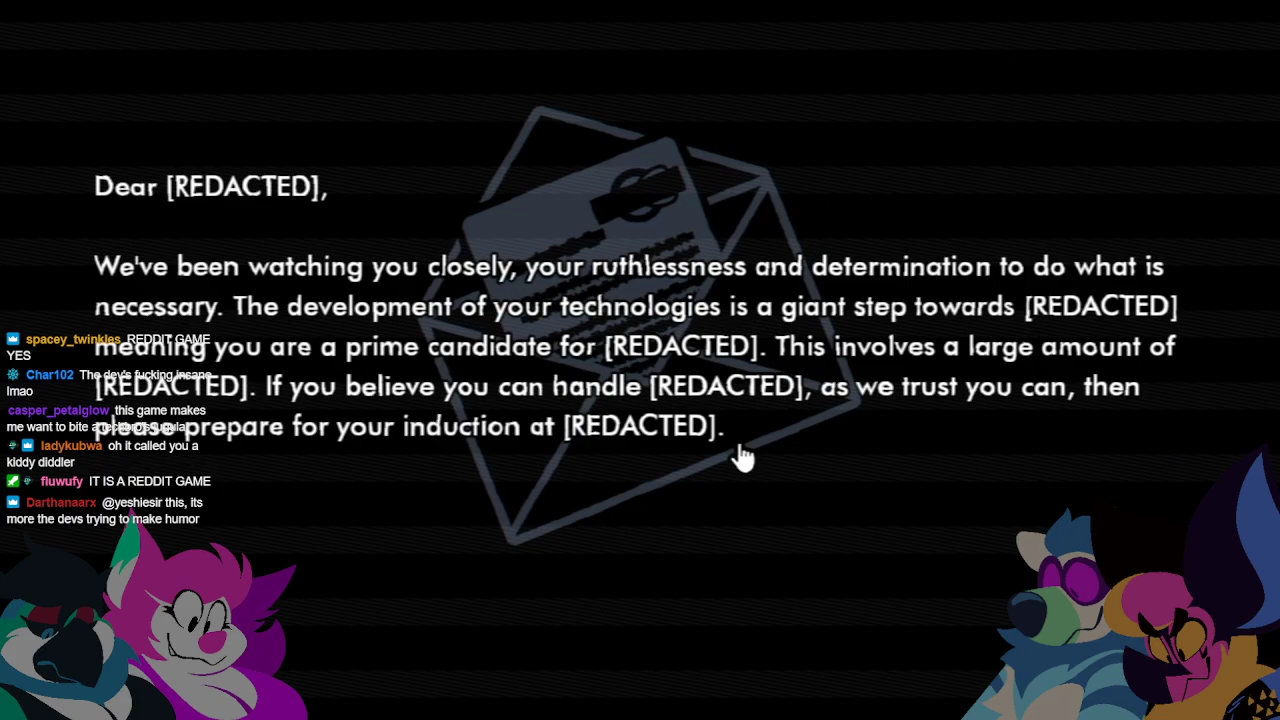 Dear [REDACTED],
We've been watching you closely, your ruthlessness and determination to do what is
necessary. The development of your technologies is a giant step towards [REDACTED]
meaning you are a prime candidate for [REDACTED]. This involves a large amount of
[REDACTED]. If you believe you can handle [REDACTED], as we trust you can, then
please prepare for your induction at [REDACTED].
spacey_twinkles REDDIT GAME
YES
Char102 The dev's fucking insane
lmao
casper_petalglow this game makes
me want to bite a techbro's jugular
ladykubwa oh it called you a
kiddy diddler
fluwufy IT IS A REDDIT GAME
Darthanaarx @yeshiesir this, its
more the devs trying to make humor